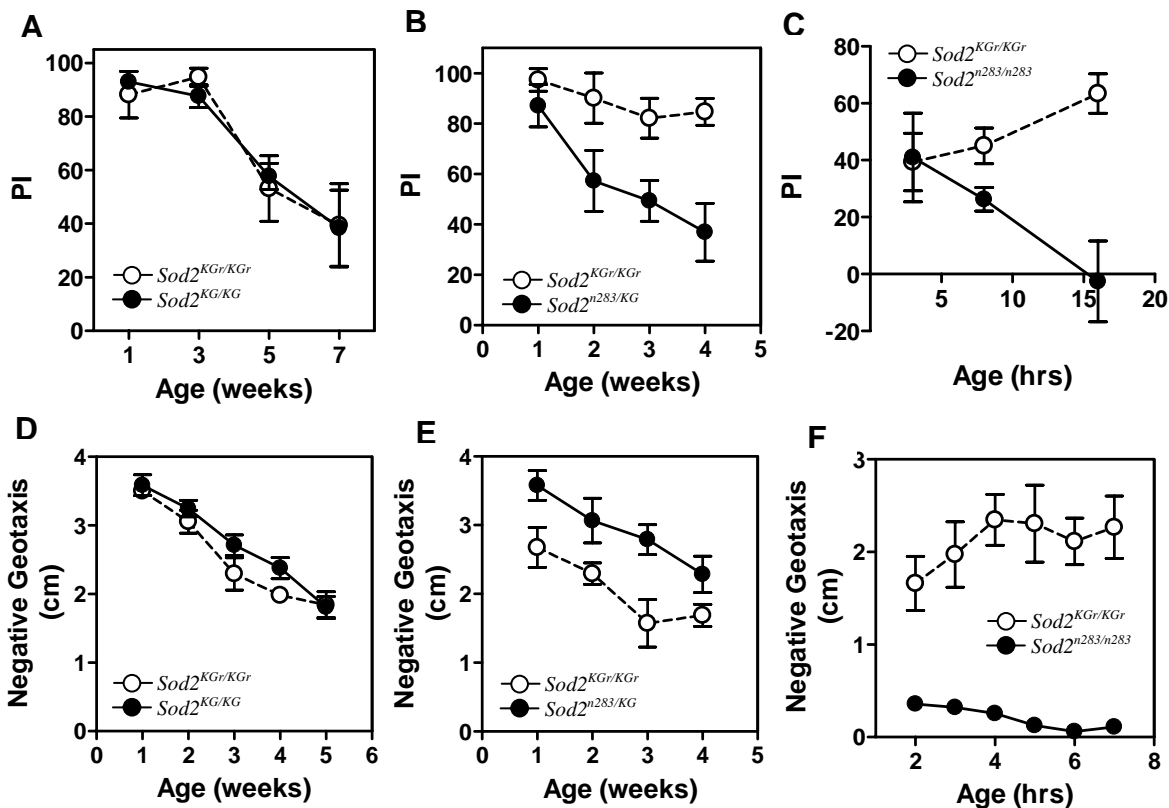 A
PI
100
80
60
40
20
0
Sod2^KGr/KGr
Sod2^KG/KG
1 3 5 7
Age (weeks)
B
PI
100
80
60
40
20
0
Sod2^KGr/KGr
Sod2^n283/KG
0 1 2 3 4 5
Age (weeks)
C
PI
80
60
40
20
0
-20
Sod2^KGr/KGr
Sod2^n283/n283
5 10 15 20
Age (hrs)
D
Negative Geotaxis
(cm)
4
3
2
1
0
Sod2^KGr/KGr
Sod2^KG/KG
0 1 2 3 4 5 6
Age (weeks)
E
Negative Geotaxis
(cm)
4
3
2
1
0
Sod2^KGr/KGr
Sod2^n283/KG
0 1 2 3 4 5
Age (weeks)
F
Negative Geotaxis
(cm)
3
2
1
0
Sod2^KGr/KGr
Sod2^n283/n283
2 4 6 8
Age (hrs)